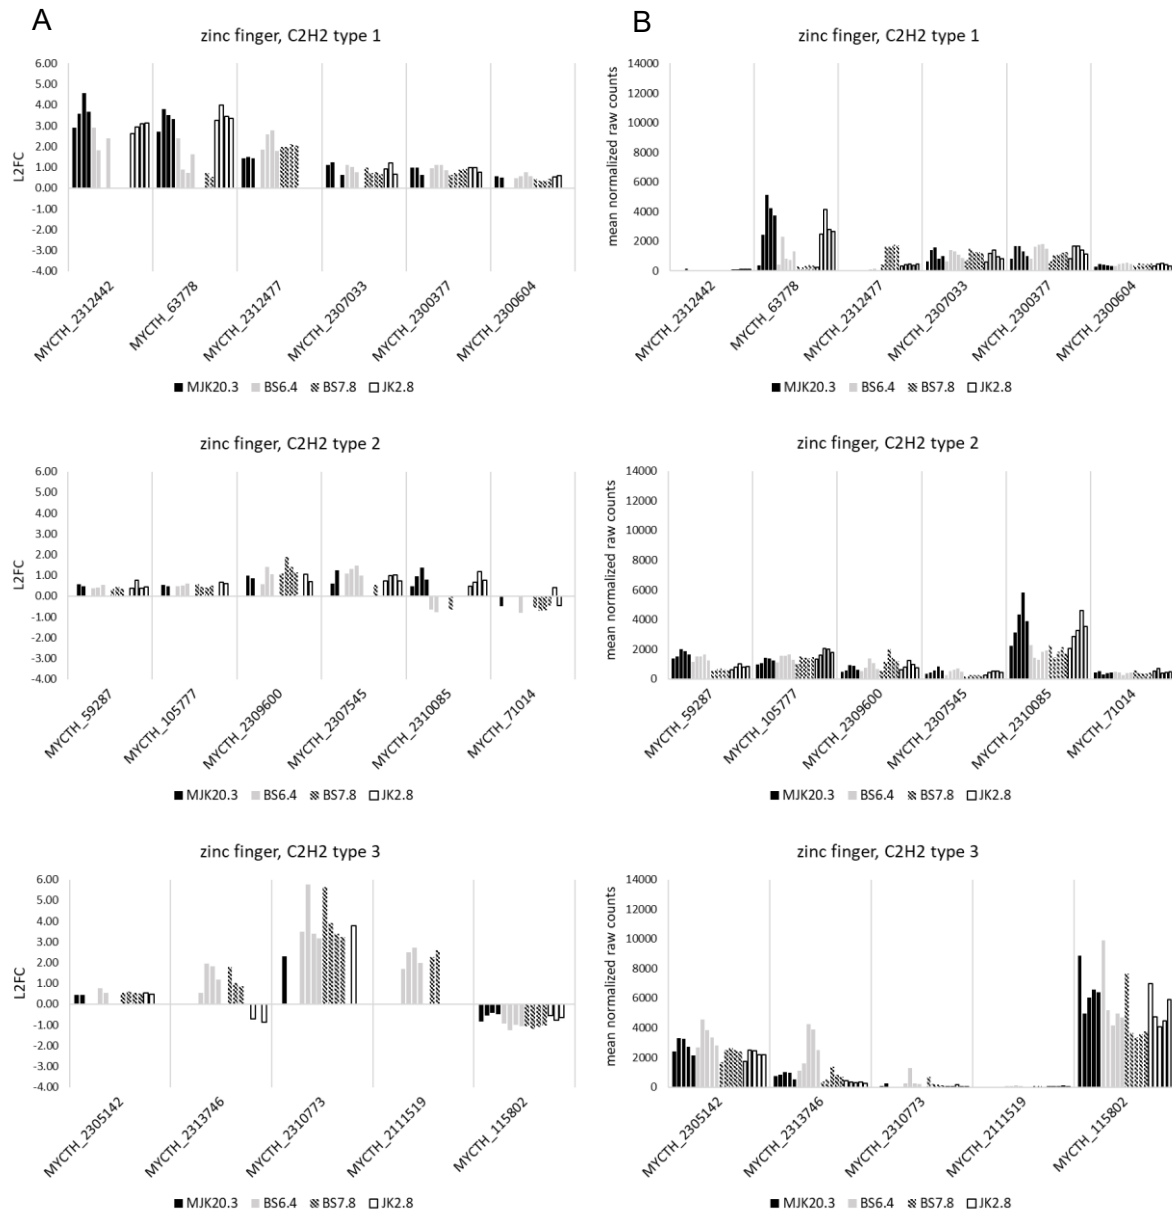 A
B
zinc finger, C2H2 type 1
6.00
5.00
4.00
3.00
2.00
1.00
0.00
-1.00
-2.00
-3.00
-4.00
L2FC
MYCTH_2312442
MYCTH_63778
MYCTH_2312477
MYCTH_2307033
MYCTH_2300377
MYCTH_2300604
MJK20.3 BS6.4 BS7.8 JK2.8
zinc finger, C2H2 type 1
14000
12000
10000
8000
6000
4000
2000
0
mean normalized raw counts
MYCTH_2312442
MYCTH_63778
MYCTH_2312477
MYCTH_2307033
MYCTH_2300377
MYCTH_2300604
MJK20.3 BS6.4 BS7.8 JK2.8
zinc finger, C2H2 type 2
6.00
5.00
4.00
3.00
2.00
1.00
0.00
-1.00
-2.00
-3.00
-4.00
L2FC
MYCTH_59287
MYCTH_105777
MYCTH_2309600
MYCTH_2307545
MYCTH_2310085
MYCTH_71014
MJK20.3 BS6.4 BS7.8 JK2.8
zinc finger, C2H2 type 2
14000
12000
10000
8000
6000
4000
2000
0
mean normalized raw counts
MYCTH_59287
MYCTH_105777
MYCTH_2309600
MYCTH_2307545
MYCTH_2310085
MYCTH_71014
MJK20.3 BS6.4 BS7.8 JK2.8
zinc finger, C2H2 type 3
6.00
5.00
4.00
3.00
2.00
1.00
0.00
-1.00
-2.00
-3.00
-4.00
L2FC
MYCTH_2305142
MYCTH_2313746
MYCTH_2310773
MYCTH_2111519
MYCTH_115802
MJK20.3 BS6.4 BS7.8 JK2.8
zinc finger, C2H2 type 3
14000
12000
10000
8000
6000
4000
2000
0
mean normalized raw counts
MYCTH_2305142
MYCTH_2313746
MYCTH_2310773
MYCTH_2111519
MYCTH_115802
MJK20.3 BS6.4 BS7.8 JK2.8